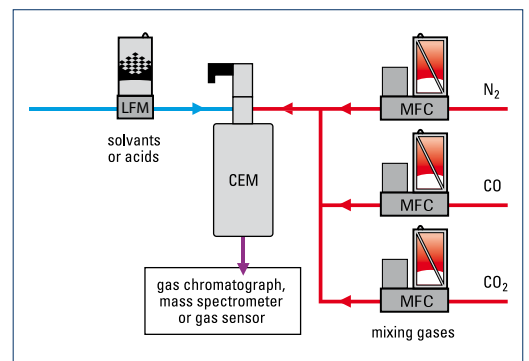 LFM
solvants
or acids
CEM
gas chromatograph,
mass spectrometer
or gas sensor
N₂
MFC
CO
MFC
CO₂
MFC
mixing gases